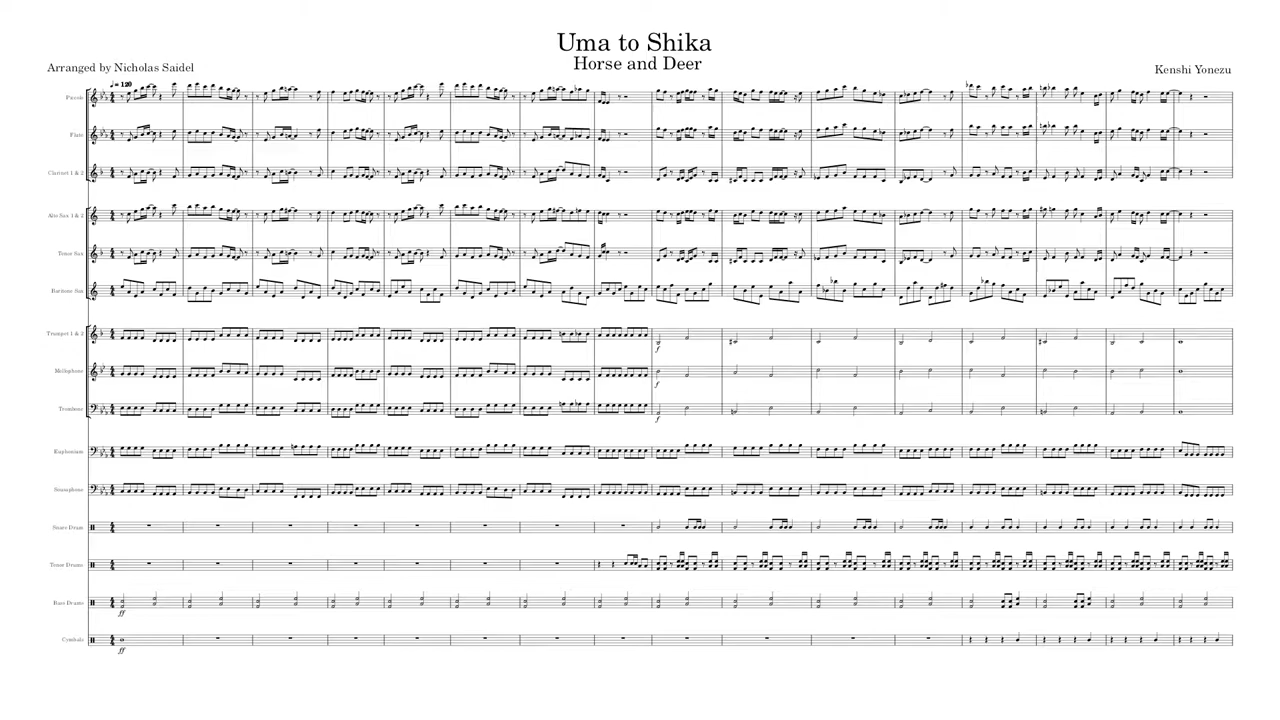 Uma to Shika
Horse and Deer
Arranged by Nicholas Saidel
Kenshi Yonezu
♩= 120
Piccolo
Flute
Clarinet 1 & 2
Alto Sax 1 & 2
Tenor Sax
Baritone Sax
Trumpet 1 & 2
f
Mellophone
f
Trombone
f
Euphonium
Sousaphone
Snare Drum
Tenor Drums
Bass Drums
ff
Cymbals
ff